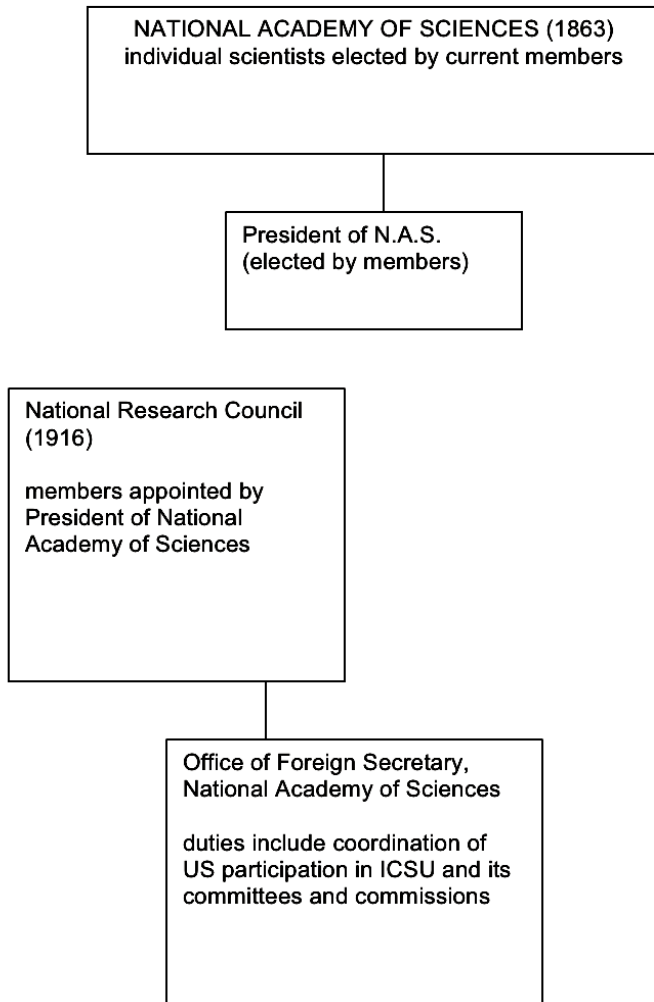 NATIONAL ACADEMY OF SCIENCES (1863)
individual scientists elected by current members
President of N.A.S.
(elected by members)
National Research Council
(1916)
members appointed by
President of National
Academy of Sciences
Office of Foreign Secretary,
National Academy of Sciences
duties include coordination of
US participation in ICSU and its
committees and commissions